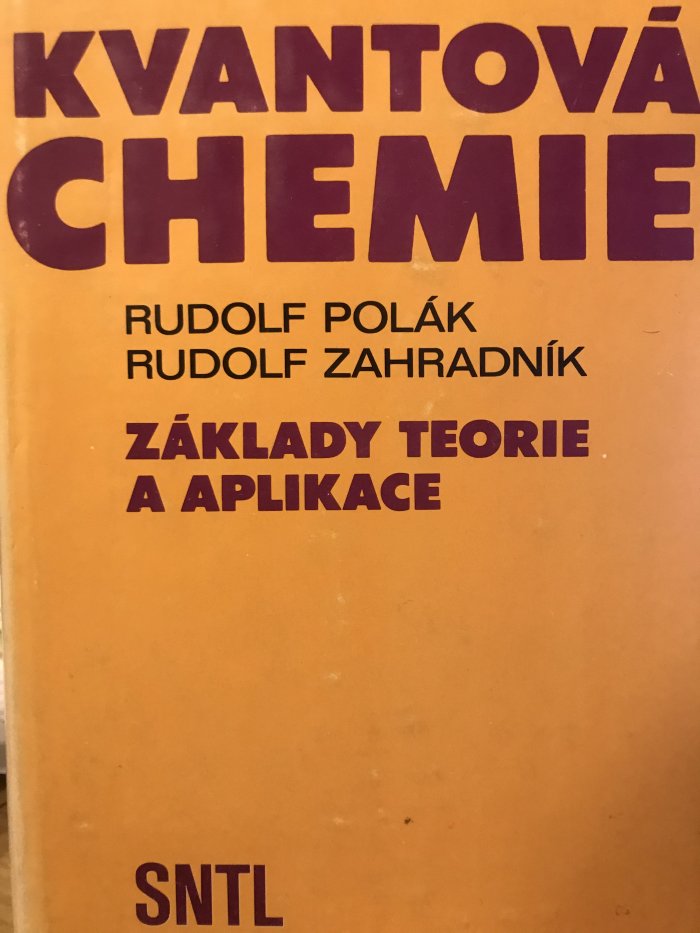 KVANTOVÁ
CHEMIE
RUDOLF POLÁK
RUDOLF ZAHRADNÍK
ZÁKLADY TEORIE
A APLIKACE
SNTL